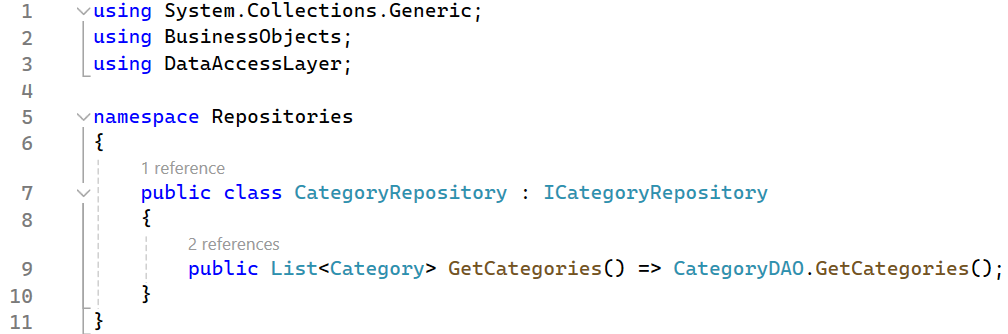 1 using System.Collections.Generic;
2 using BusinessObjects;
3 using DataAccessLayer;
4
5 namespace Repositories
6 {
1 reference
7 public class CategoryRepository : ICategoryRepository
8 {
2 references
9 public List<Category> GetCategories() => CategoryDAO.GetCategories();
10 }
11 }